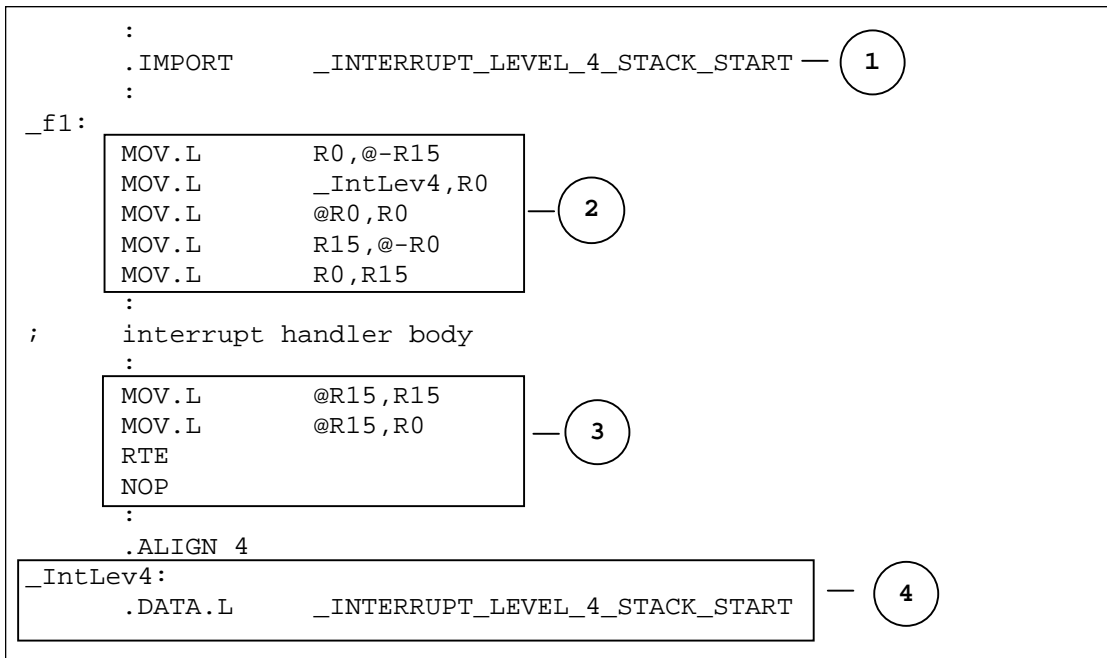 :
.IMPORT _INTERRUPT_LEVEL_4_STACK_START 1
:
_f1:
MOV.L R0,@-R15
MOV.L _IntLev4,R0
MOV.L @R0,R0 2
MOV.L R15,@-R0
MOV.L R0,R15
:
; interrupt handler body
:
MOV.L @R15,R15
MOV.L @R15,R0 3
RTE
NOP
:
.ALIGN 4
_IntLev4:
.DATA.L _INTERRUPT_LEVEL_4_STACK_START 4